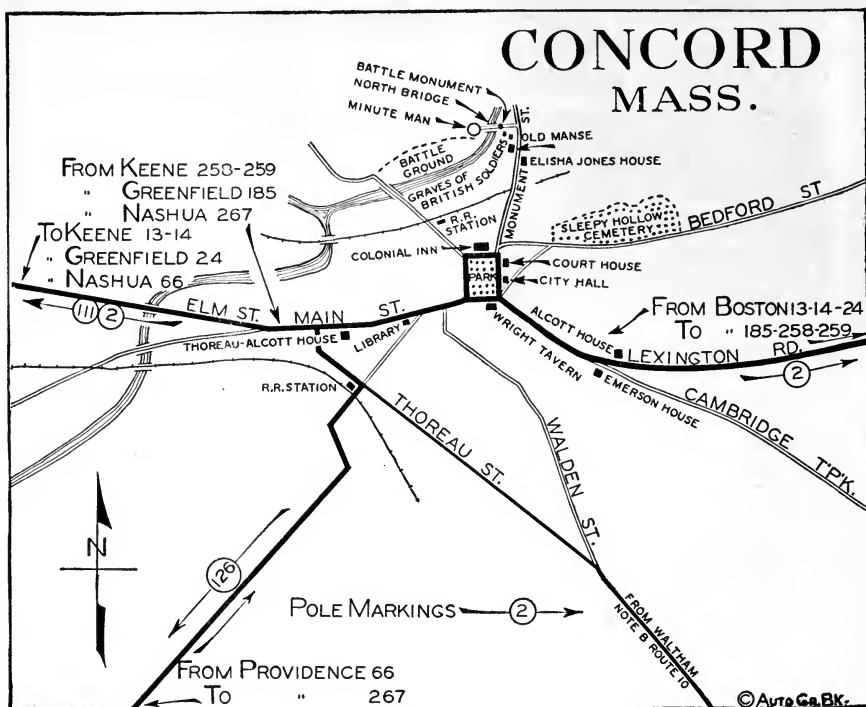 CONCORD
MASS.
BATTLE MONUMENT
NORTH BRIDGE
MINUTE MAN
ST.
OLD MANSE
ELISHA JONES HOUSE
BATTLE
GROUND
GRAVES OF
BRITISH SOLDIERS
MONUMENT
FROM KEENE 258-259
" GREENFIELD 185
" NASHUA 267
TO KEENE 13-14
" GREENFIELD 24
" NASHUA 66
R.R.
STATION
SLEEPY HOLLOW
CEMETERY
BEDFORD ST
COLONIAL INN
PARK
COURT HOUSE
CITY HALL
111 2
ELM ST.
MAIN ST.
THOREAU-ALCOTT HOUSE
LIBRARY
WRIGHT TAVERN
ALCOTT HOUSE
FROM BOSTON 13-14-24
TO " 185-258-259
LEXINGTON RD.
2
EMERSON HOUSE
CAMBRIDGE T'P'K.
R.R. STATION
THOREAU ST.
WALDEN ST.
N
126
POLE MARKINGS 2
FROM WALTHAM
NOTE B ROUTE 10
FROM PROVIDENCE 66
TO " 267
© AUTO GR. BK.